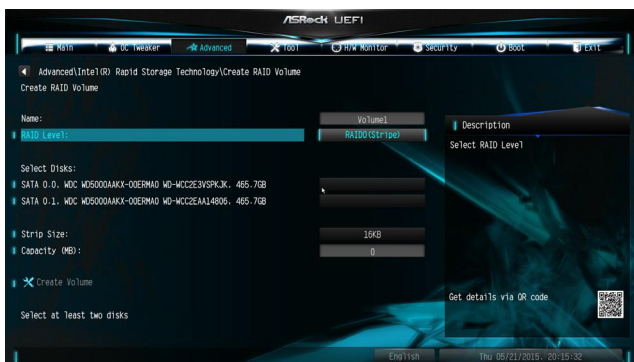 ASRock UEFI
Main OC Tweaker Advanced Tool H/W Monitor Security Boot Exit
Advanced\Intel(R) Rapid Storage Technology\Create RAID Volume
Create RAID Volume
Name: Volume1
RAID Level: RAID0(Stripe)
Select Disks:
SATA 0.0. WDC WD5000AAKX-00ERMA0 WD-WCC2E3VSPKJK. 465.7GB
SATA 0.1. WDC WD5000AAKX-00ERMA0 WD-WCC2EAA14806. 465.7GB
Strip Size: 16KB
Capacity (MB): 0
Create Volume
Select at least two disks
Description
Select RAID Level
Get details via QR code
English Thu 05/21/2015. 20:15:32